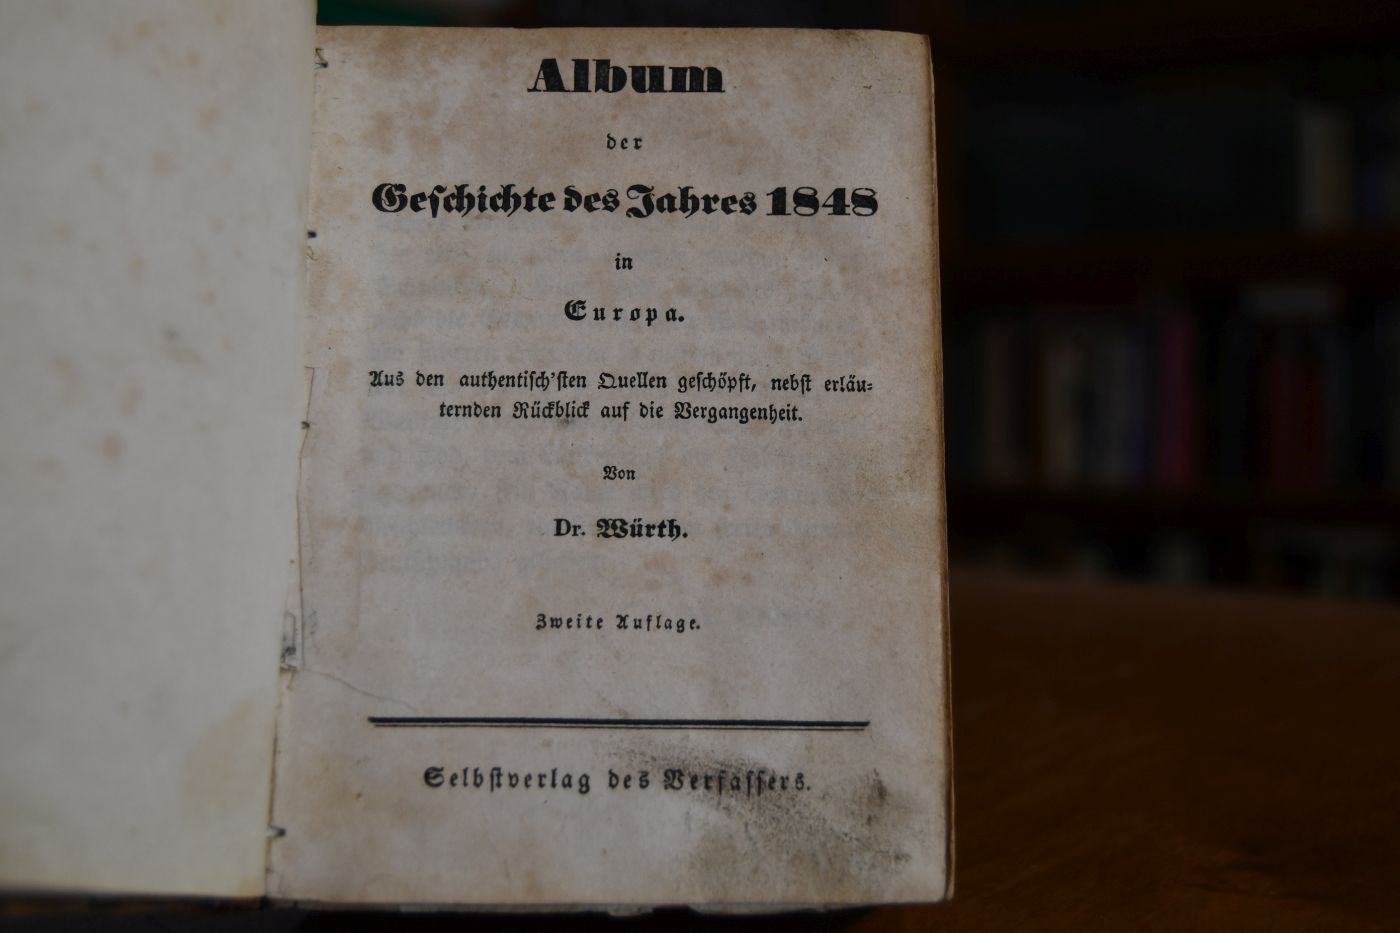 Album
der
Geschichte des Jahres 1848
in
Europa.
Aus den authentisch'sten Quellen geschöpft, nebst erläu-
ternden Rückblick auf die Vergangenheit.
Von
Dr. Würth.
Zweite Auflage.
Selbstverlag des Verfassers.